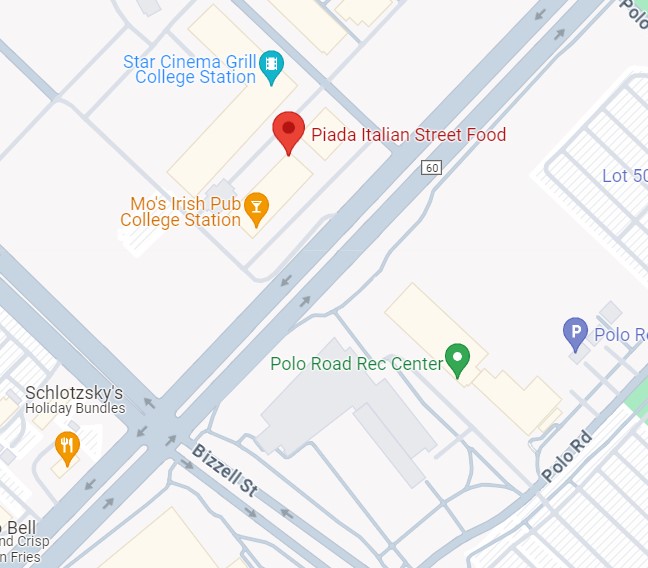 Polo
Star Cinema Grill
College Station
Piada Italian Street Food
60
Lot 50
Mo's Irish Pub
College Station
P
Polo R
Polo Road Rec Center
Schlotzsky's
Holiday Bundles
Bizzell St
Polo Rd
Bell
nd Crisp
n Fries